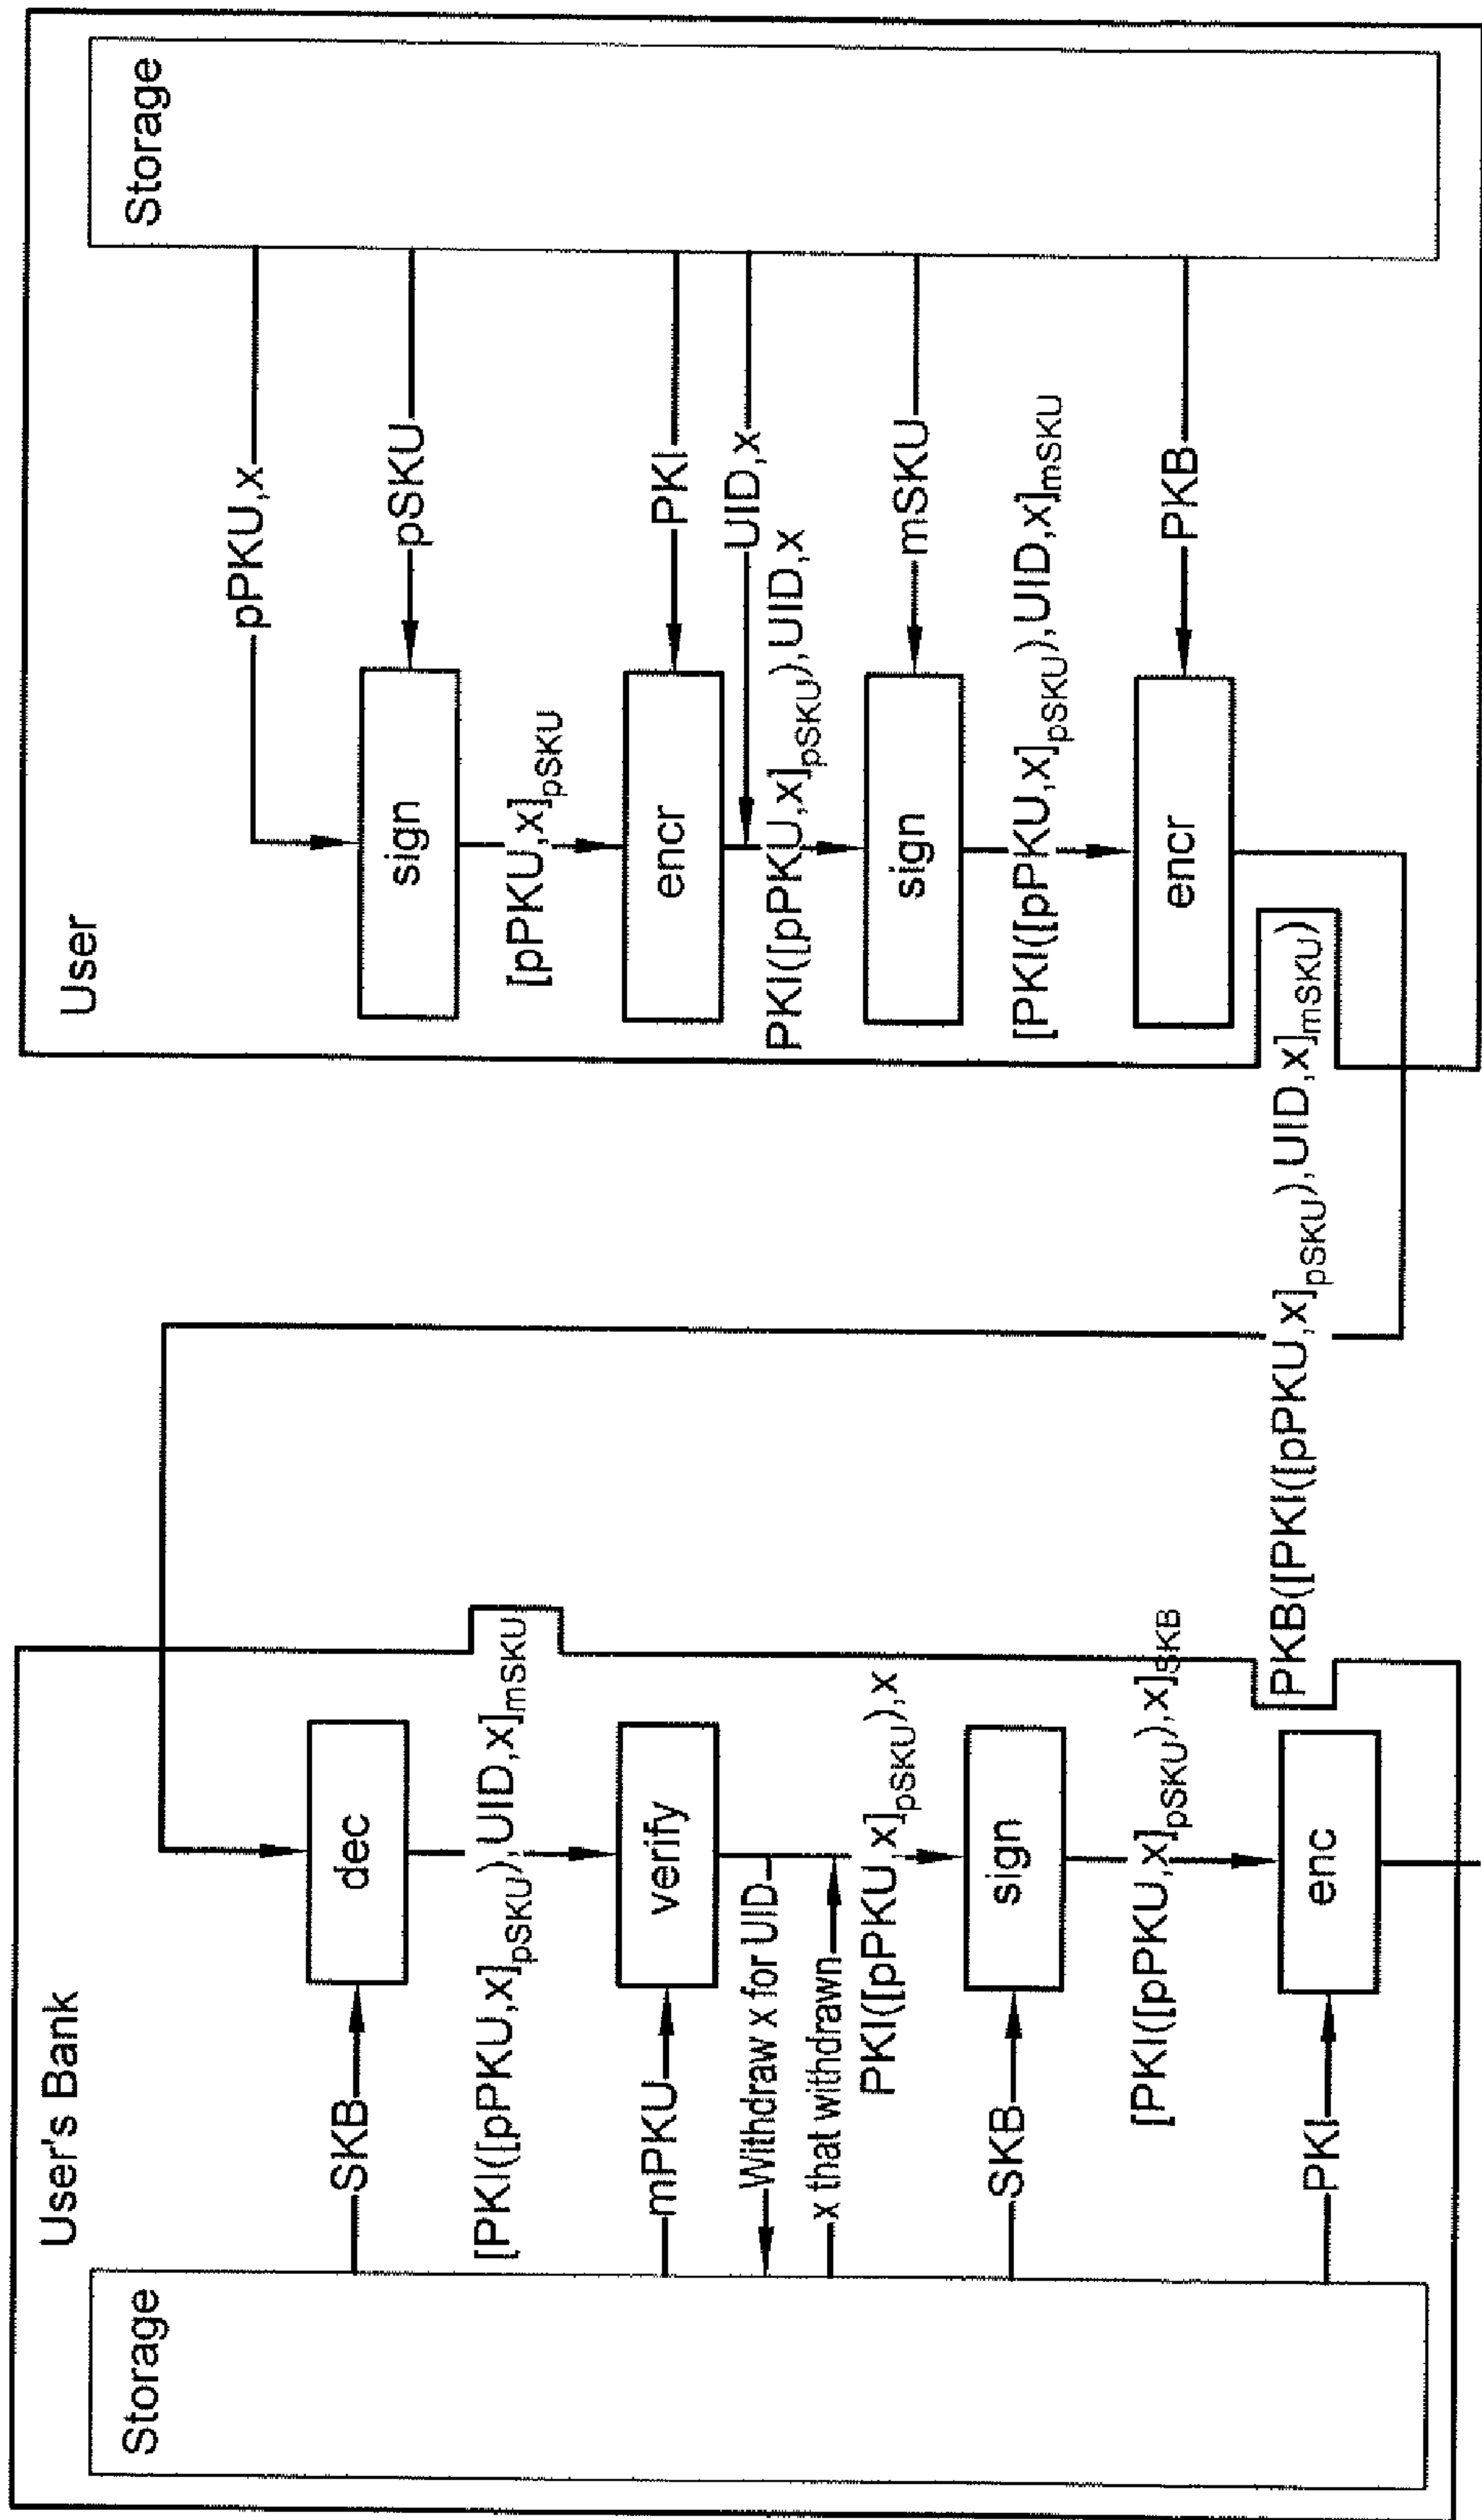 User's Bank
Storage
SKB
dec
[PKI([pPKU,x]pSKU),UID,x]mSKU
mPKU
verify
Withdraw x for UID
x that withdrawn
PKI([pPKU,x]pSKU),x
SKB
sign
[PKI([pPKU,x]pSKU),x]SKB
PKI
enc
PKB([PKI([pPKU,x]pSKU),UID,x]mSKU)
User
Storage
pPKU,x
sign
pSKU
[pPKU,x]pSKU
encr
PKI
UID,x
PKI([pPKU,x]pSKU),UID,x
sign
mSKU
[PKI([pPKU,x]pSKU),UID,x]mSKU
encr
PKB